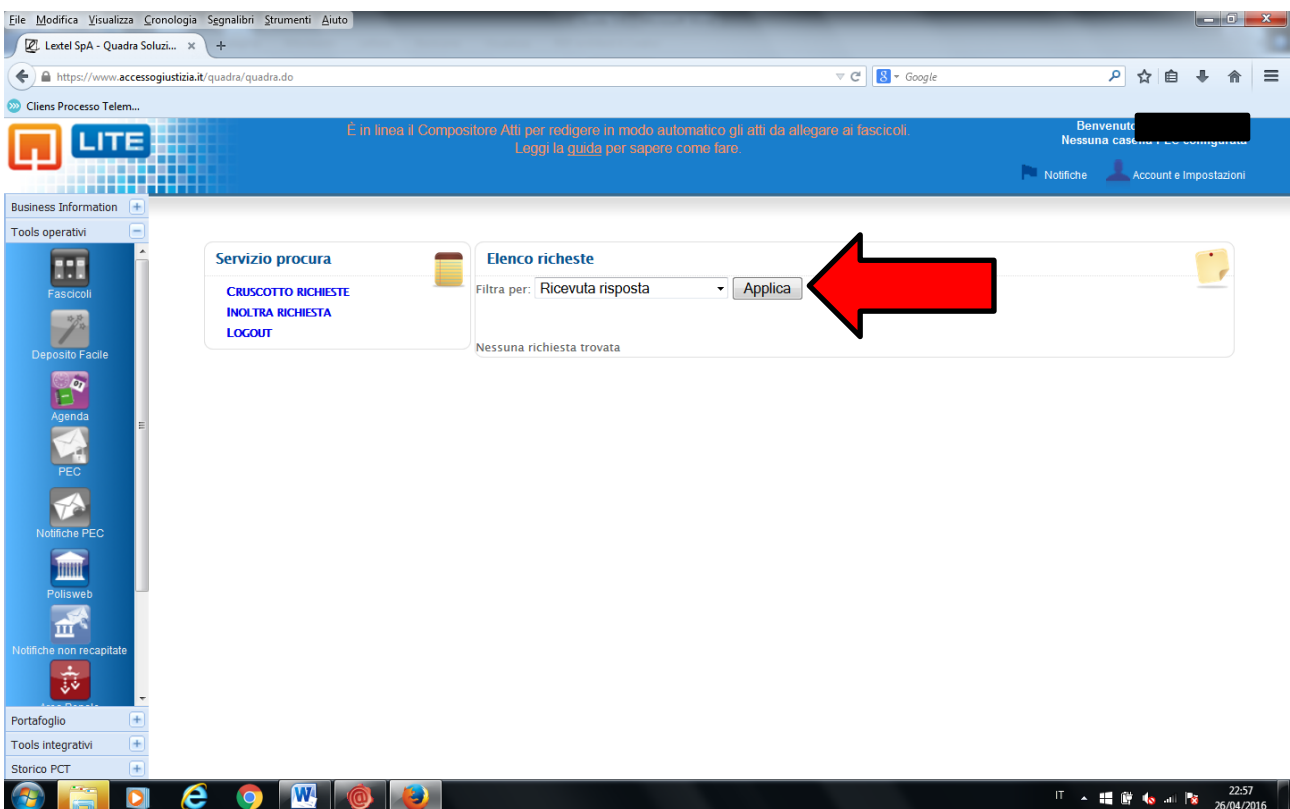 File Modifica Visualizza Cronologia Segnalibri Strumenti Aiuto
Lextel SpA - Quadra Soluzi... × +
https://www.accessogiustizia.it/quadra/quadra.do
Google
Cliens Processo Telem...
LITE
È in linea il Compositore Atti per redigere in modo automatico gli atti da allegare ai fascicoli.
Leggi la guida per sapere come fare.
Benvenuto
Nessuna casella PEC configurata
Notifiche
Account e Impostazioni
Business Information
Tools operativi
Fascicoli
Deposito Facile
Agenda
PEC
Notifiche PEC
Polisweb
Notifiche non recapitate
Portafoglio
Tools integrativi
Storico PCT
Servizio procura
CRUSCOTTO RICHIESTE
INOLTRA RICHIESTA
LOGOUT
Elenco richeste
Filtra per: Ricevuta risposta Applica
Nessuna richiesta trovata
IT
22:57
26/04/2016